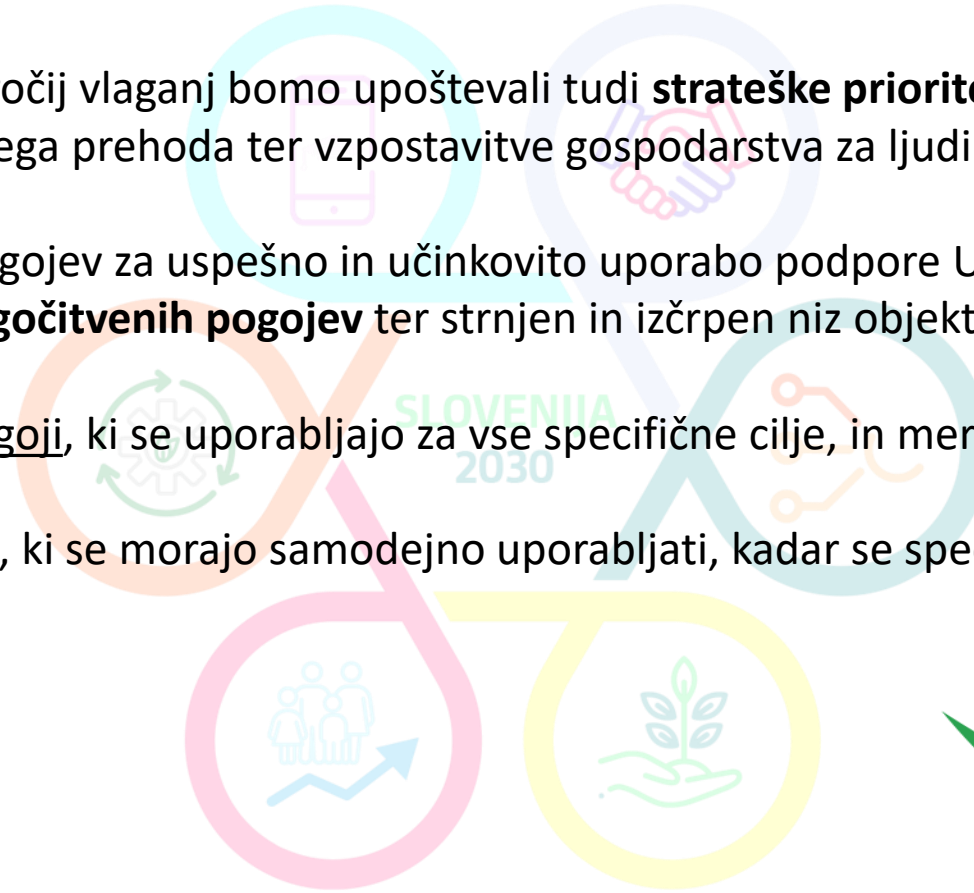 očij vlaganj bomo upoštevali tudi strateške priorite
ega prehoda ter vzpostavitve gospodarstva za ljudi
gojev za uspešno in učinkovito uporabo podpore U
gočitvenih pogojev ter strnjen in izčrpen niz objekt
goji, ki se uporabljajo za vse specifične cilje, in mer
SLOVENIJA
2030
, ki se morajo samodejno uporabljati, kadar se spe